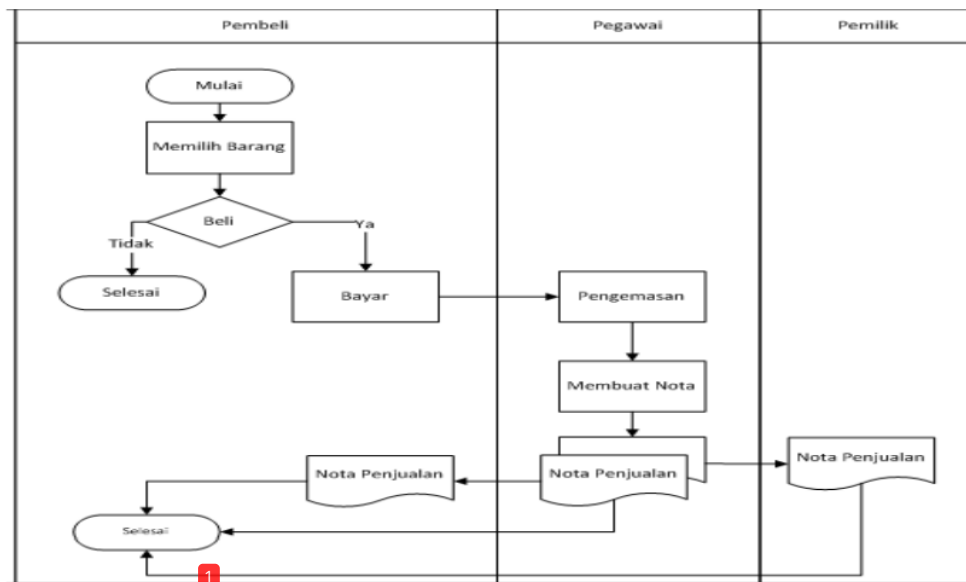 Pembeli
Pegawai
Pemilik
Mulai
Memilih Barang
Beli
Ya
Tidak
Selesai
Bayar
Pengemasan
Membuat Nota
Nota Penjualan
Nota Penjualan
Nota Penjualan
Selesai
1